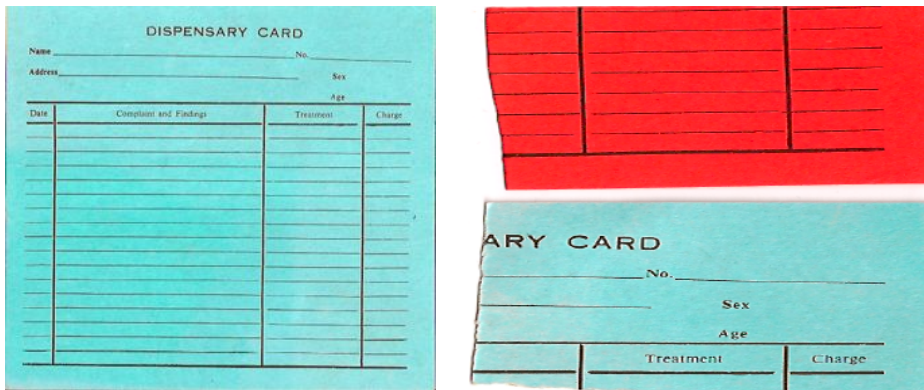 DISPENSARY CARD
Name No.
Address Sex
Age
Date Complaint and Findings Treatment Charge
ARY CARD
No.
Sex
Age
Treatment Charge